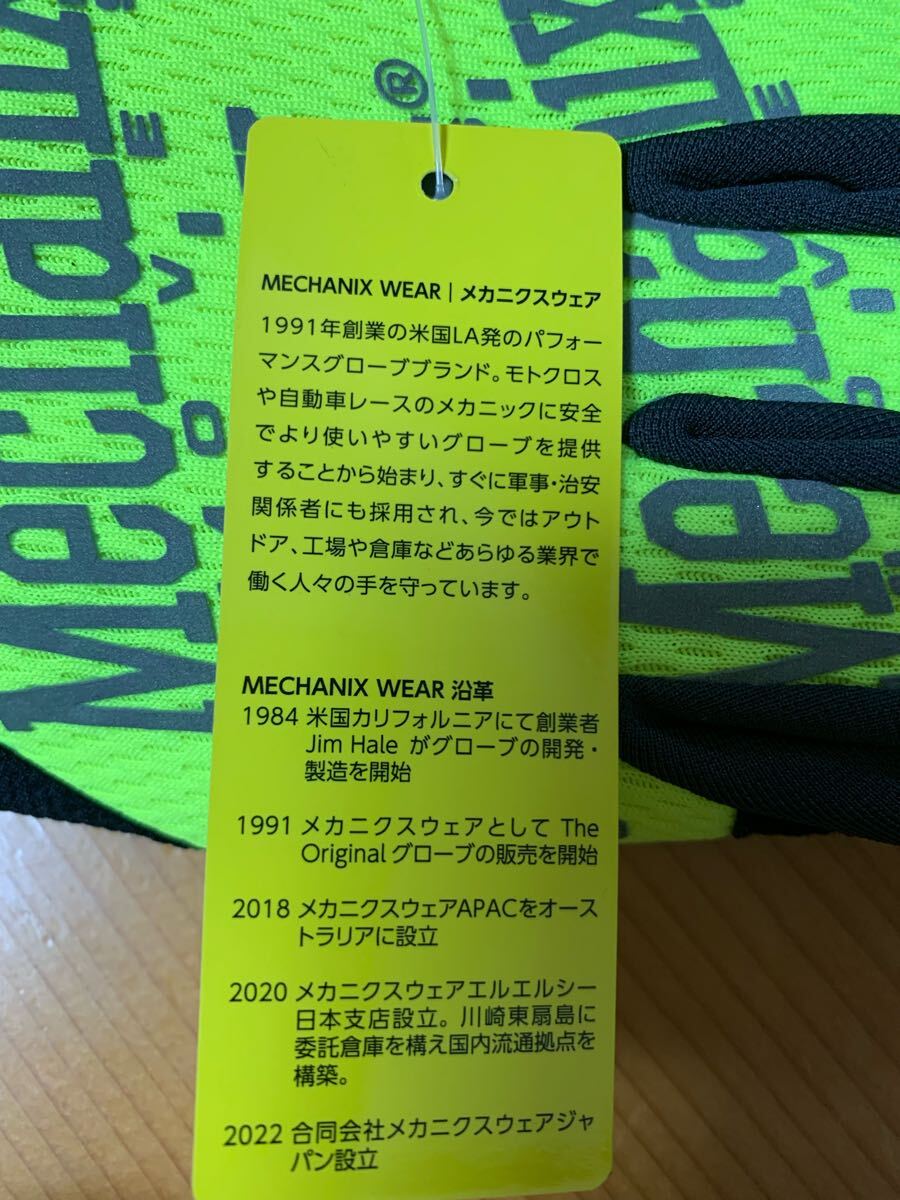 MECHANIX WEAR | メカニクスウェア
1991年創業の米国LA発のパフォー
マンスグローブブランド。モトクロス
や自動車レースのメカニックに安全
でより使いやすいグローブを提供
することから始まり、すぐに軍事・治安
関係者にも採用され、今ではアウト
ドア、工場や倉庫などあらゆる業界で
働く人々の手を守っています。
MECHANIX WEAR 沿革
1984 米国カリフォルニアにて創業者
Jim Hale がグローブの開発・
製造を開始
1991 メカニクスウェアとして The
Original グローブの販売を開始
2018 メカニクスウェアAPACをオース
トラリアに設立
2020 メカニクスウェアエルエルシー
日本支店設立。川崎東扇島に
委託倉庫を構え国内流通拠点を
構築。
2022 合同会社メカニクスウェアジャ
パン設立